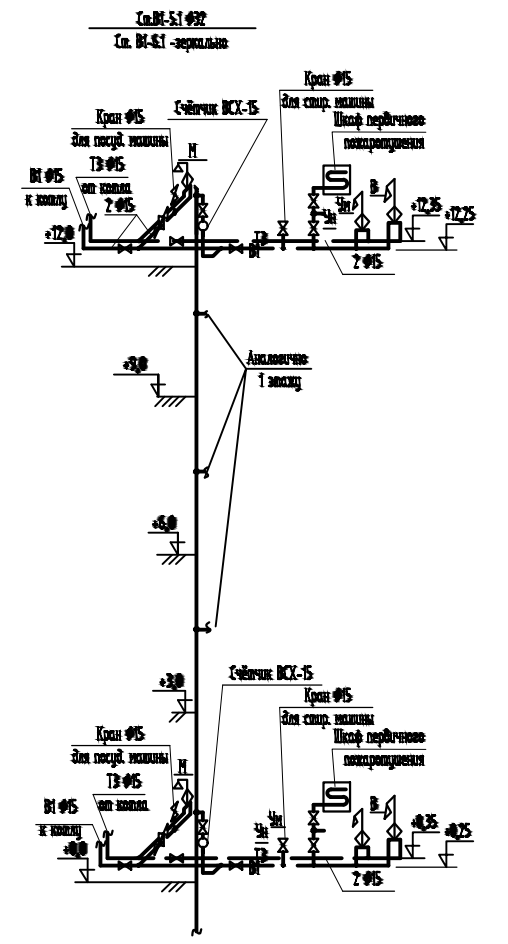 Ст.В1-5.1 Ф32
Ст. В1-6.1 -зеркально
Кран Ф15
для стир. машины
Кран Ф15
для посуд. машины
Счётчик ВСХ-15
Шкаф первичного
пожаротушения
М
Т3 Ф15
от котла
В1 Ф15
к котлу
2 Ф15
Ум
Ум
В
+12,35
+12,25
+12,0
Т3
В1
2 Ф15
Аналогично
1 этажу
+9,0
+6,0
+3,0
Счётчик ВСХ-15
Кран Ф15
для стир. машины
Кран Ф15
для посуд. машины
Шкаф первичного
пожаротушения
М
Т3 Ф15
от котла
В1 Ф15
к котлу
Ум
Ум
В
+0,35
+0,25
+0,0
Т3
В1
2 Ф15